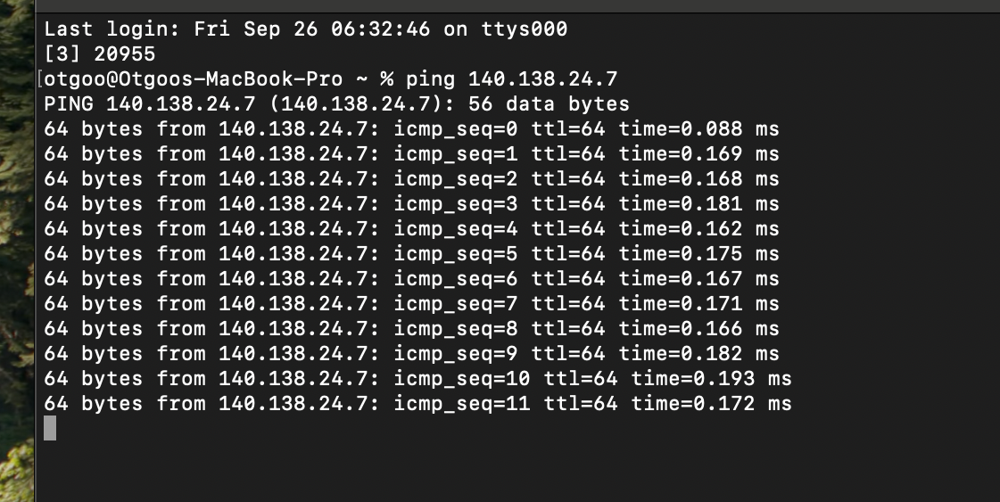 Last login: Fri Sep 26 06:32:46 on ttys000
[3] 20955
[otgoo@Otgoos-MacBook-Pro ~ % ping 140.138.24.7
PING 140.138.24.7 (140.138.24.7): 56 data bytes
64 bytes from 140.138.24.7: icmp_seq=0 ttl=64 time=0.088 ms
64 bytes from 140.138.24.7: icmp_seq=1 ttl=64 time=0.169 ms
64 bytes from 140.138.24.7: icmp_seq=2 ttl=64 time=0.168 ms
64 bytes from 140.138.24.7: icmp_seq=3 ttl=64 time=0.181 ms
64 bytes from 140.138.24.7: icmp_seq=4 ttl=64 time=0.162 ms
64 bytes from 140.138.24.7: icmp_seq=5 ttl=64 time=0.175 ms
64 bytes from 140.138.24.7: icmp_seq=6 ttl=64 time=0.167 ms
64 bytes from 140.138.24.7: icmp_seq=7 ttl=64 time=0.171 ms
64 bytes from 140.138.24.7: icmp_seq=8 ttl=64 time=0.166 ms
64 bytes from 140.138.24.7: icmp_seq=9 ttl=64 time=0.182 ms
64 bytes from 140.138.24.7: icmp_seq=10 ttl=64 time=0.193 ms
64 bytes from 140.138.24.7: icmp_seq=11 ttl=64 time=0.172 ms